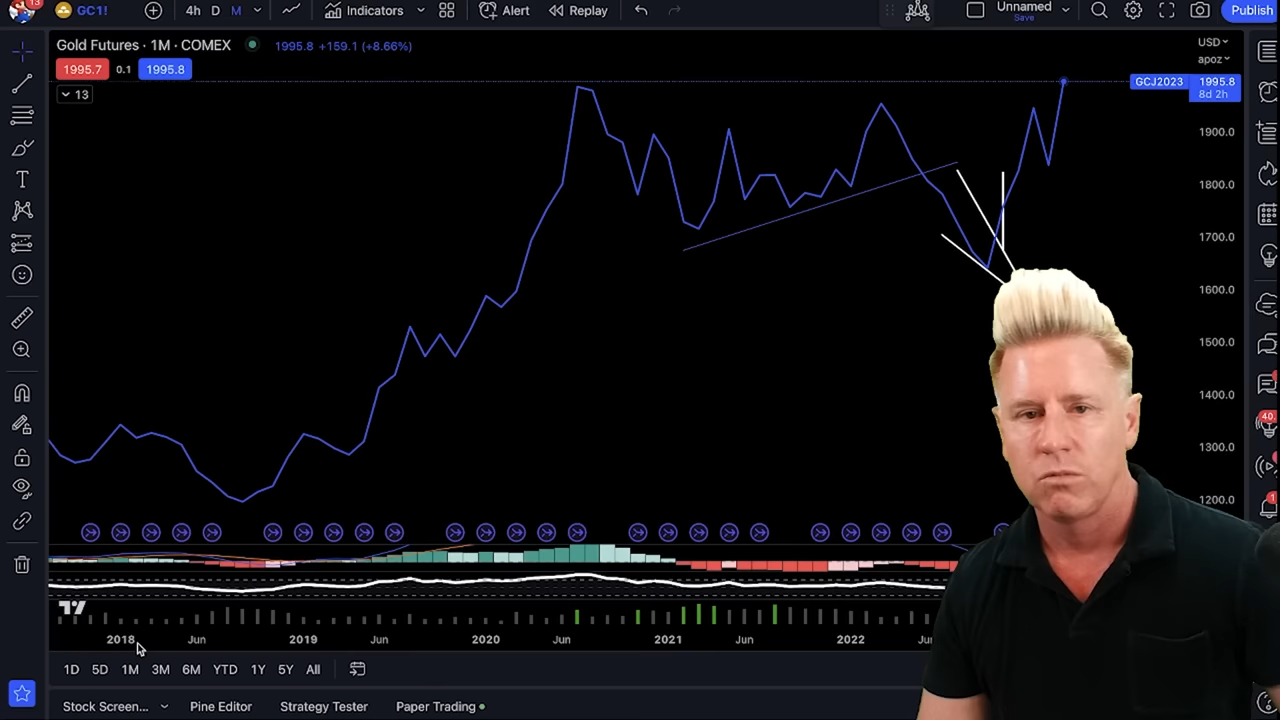 13
GC1!
4h D M
Indicators
Alert
Replay
Unnamed
Save
Publish
Gold Futures · 1M · COMEX
1995.8 +159.1 (+8.66%)
USD
apoz
1995.7 0.1 1995.8
GCJ2023 1995.8
8d 2h
13
1900.0
1800.0
1700.0
1600.0
1500.0
1400.0
1300.0
1200.0
40
1
2018 Jun 2019 Jun 2020 Jun 2021 Jun 2022
1D 5D 1M 3M 6M YTD 1Y 5Y All
Stock Screen... Pine Editor Strategy Tester Paper Trading